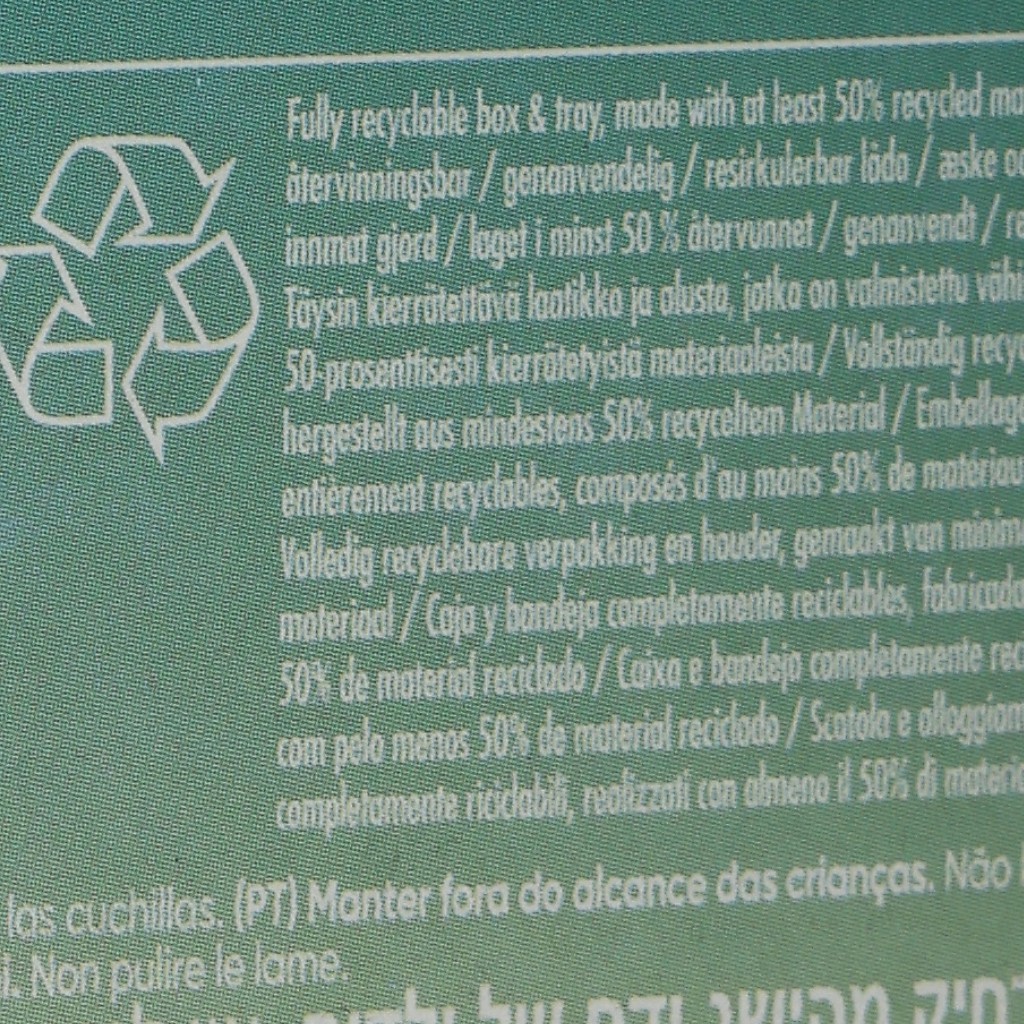 Fully recyclable box & tray, made with at least 50% recycled
återvinningsbar / genanvendelig / resirkulerbar låda / æske
innmat gjord / laget i minst 50 % återvunnet / genanvendt /
Täysin kierrätettävä laatikko ja alusta, jotka on valmistettu
50-prosenttisesti kierrätetyistä materiaaleista / Vollständig
hergestellt aus mindestens 50% recyceltem Material /
entièrement recyclables, composés d'au moins 50% de
Volledig recyclebare verpakking en houder, gemaakt van
materiaal / Caja y bandeja completamente reciclables,
50% de material reciclado / Caixa e bandeja completamente
com pelo menos 50% de material reciclado / Scatola e
completamente riciclabili, realizzati con almeno il 50% di
las cuchillas. (PT) Manter fora do alcance das crianças. Não
i. Non pulire le lame.